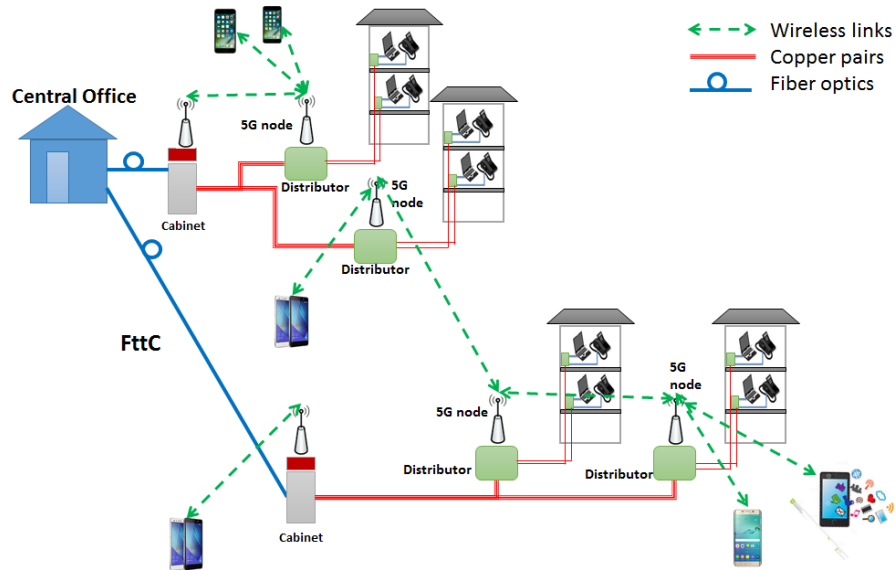 Wireless links
Copper pairs
Fiber optics
Central Office
5G node
Distributor
Cabinet
5G
node
Distributor
FttC
5G node
Distributor
5G
node
Distributor
Cabinet